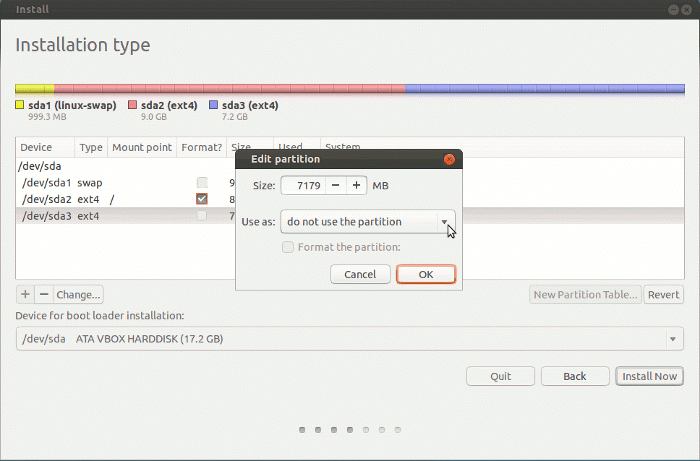 Install
Installation type
sda1 (linux-swap) sda2 (ext4) sda3 (ext4)
999.3 MB 9.0 GB 7.2 GB
Device Type Mount point Format? Size Used System
/dev/sda
/dev/sda1 swap 9
/dev/sda2 ext4 / 8
/dev/sda3 ext4 7
Edit partition
Size: 7179 − + MB
Use as: do not use the partition
Format the partition:
Cancel OK
+ − Change... New Partition Table... Revert
Device for boot loader installation:
/dev/sda ATA VBOX HARDDISK (17.2 GB)
Quit Back Install Now